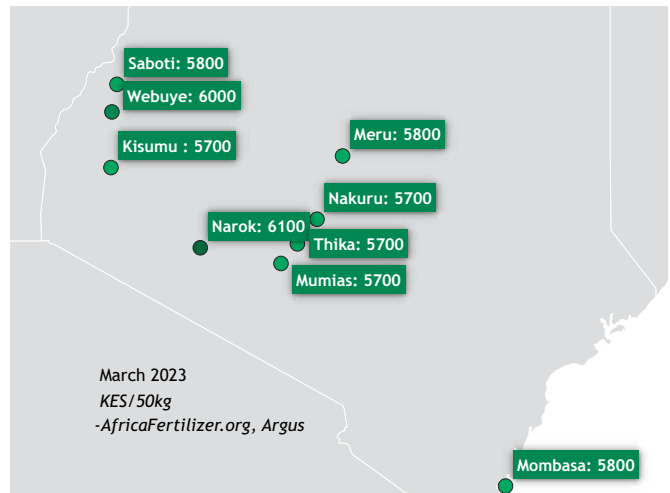 Saboti: 5800
Webuye: 6000
Kisumu : 5700
Meru: 5800
Nakuru: 5700
Narok: 6100
Thika: 5700
Mumias: 5700
March 2023
KES/50kg
-AfricaFertilizer.org, Argus
Mombasa: 5800